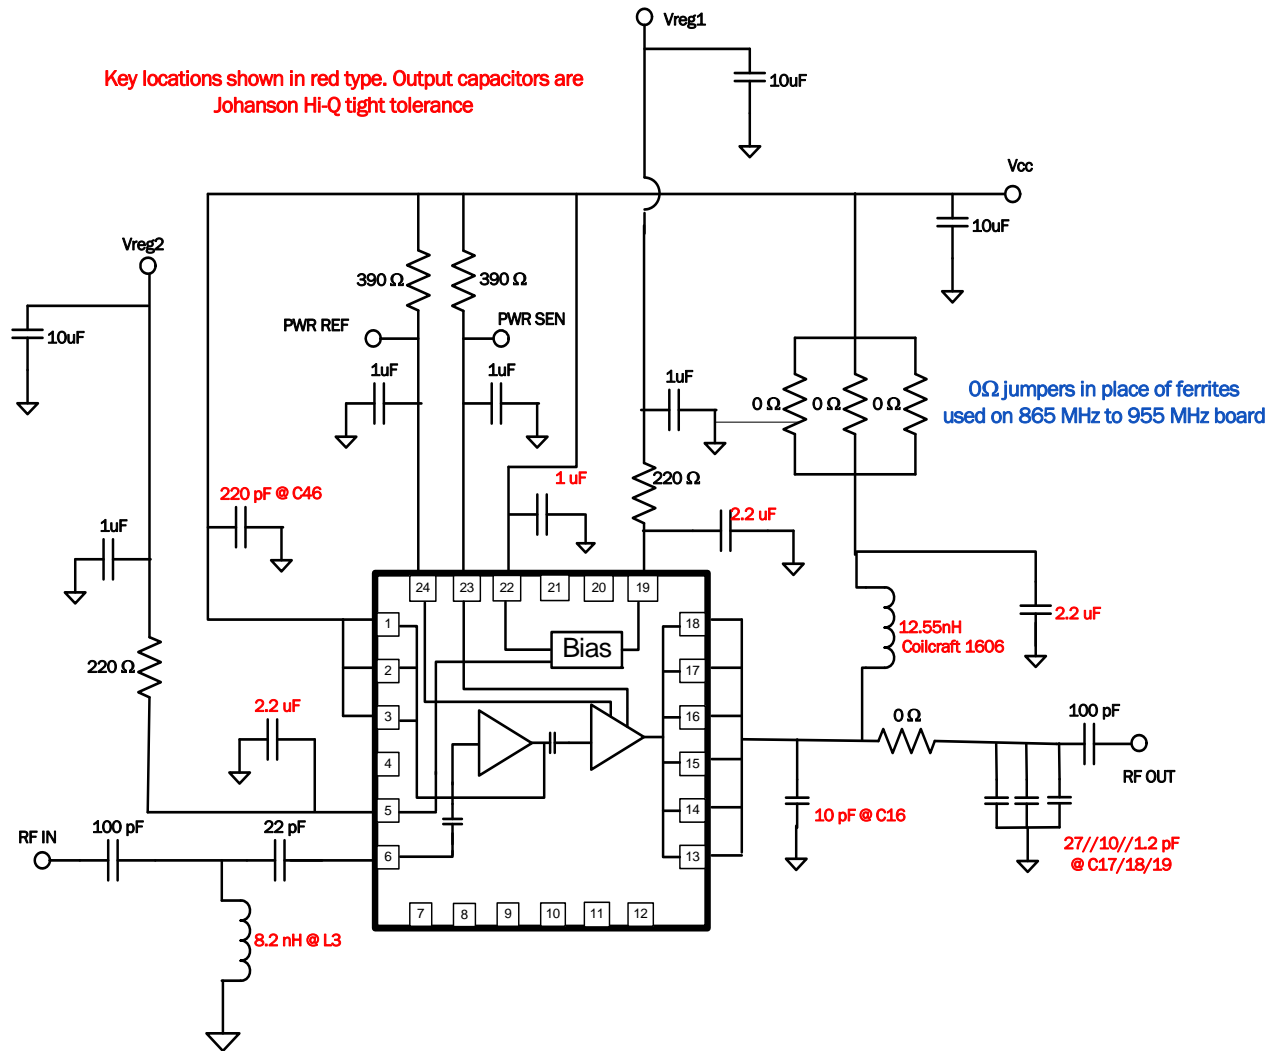 Vreg1
Key locations shown in red type. Output capacitors are
Johanson Hi-Q tight tolerance
10uF
Vcc
10uF
Vreg2
390 Ω
390 Ω
PWR REF
PWR SEN
10uF
1uF
1uF
1uF
0 Ω
0 Ω
0 Ω
0Ω jumpers in place of ferrites
used on 865 MHz to 955 MHz board
220 pF @ C46
1 uF
220 Ω
2.2 uF
1uF
24
23
22
21
20
19
Bias
1
2
3
4
5
6
18
17
16
15
14
13
7
8
9
10
11
12
12.55nH
Coilcraft 1606
2.2 uF
220 Ω
2.2 uF
0 Ω
100 pF
RF OUT
10 pF @ C16
27//10//1.2 pF
@ C17/18/19
RF IN
100 pF
22 pF
8.2 nH @ L3